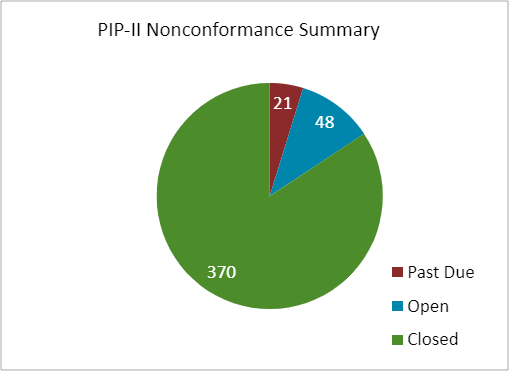 PIP-II Nonconformance Summary
21
48
370
Past Due
Open
Closed